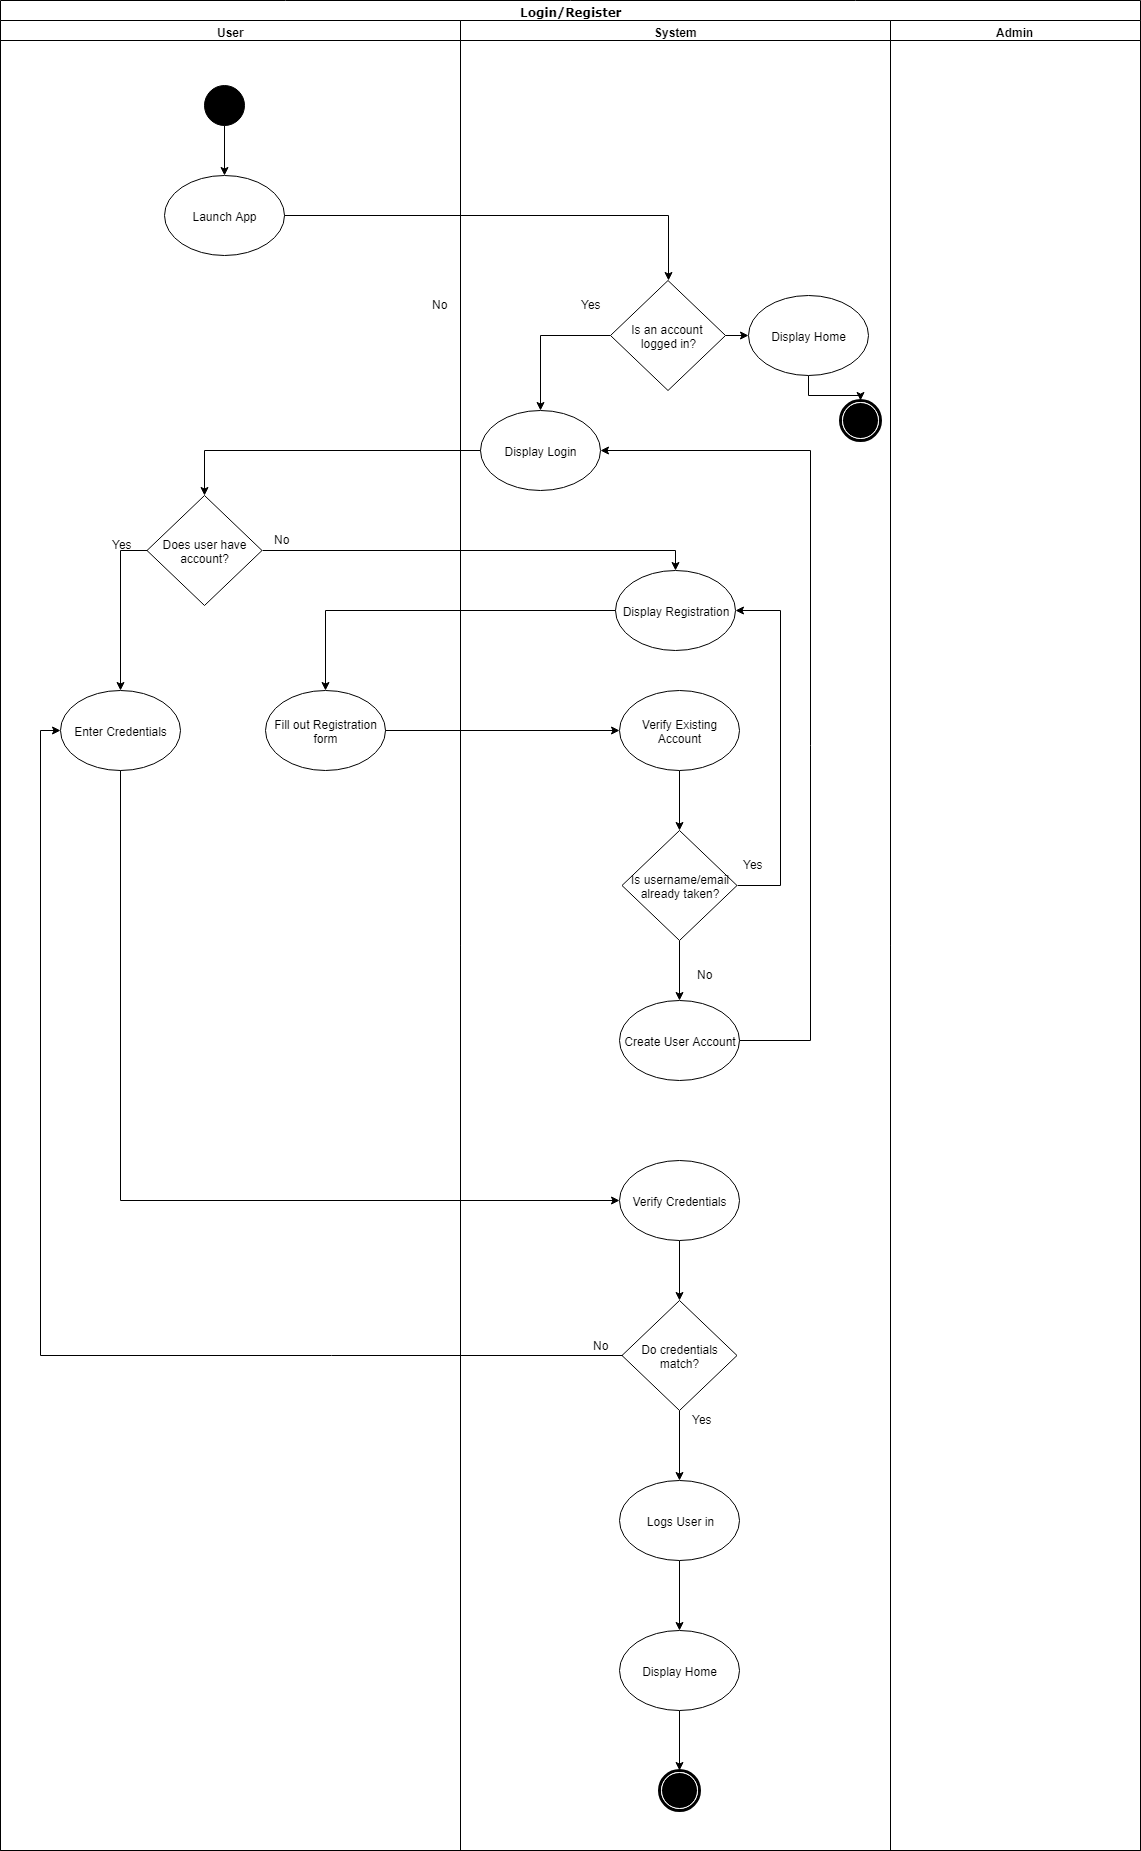 Login/Register
User
System
Admin
Launch App
No
Yes
Is an account
logged in?
Display Home
Display Login
Yes
Does user have
account?
No
Display Registration
Enter Credentials
Fill out Registration
form
Verify Existing
Account
Is username/email
already taken?
Yes
No
Create User Account
Verify Credentials
No
Do credentials
match?
Yes
Logs User in
Display Home